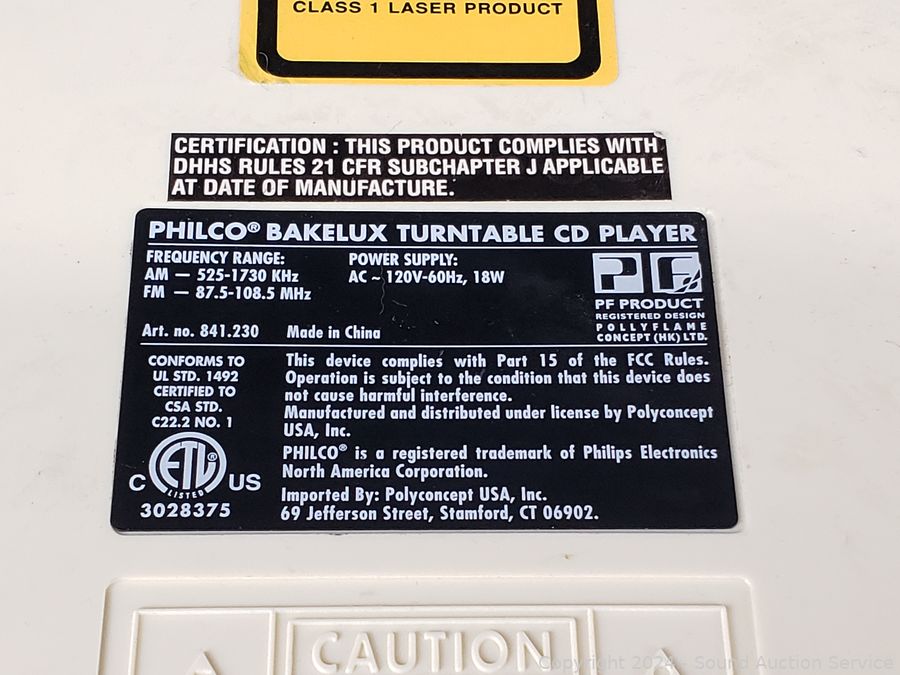 CLASS 1 LASER PRODUCT
CERTIFICATION : THIS PRODUCT COMPLIES WITH
DHHS RULES 21 CFR SUBCHAPTER J APPLICABLE
AT DATE OF MANUFACTURE.
PHILCO® BAKELUX TURNTABLE CD PLAYER
FREQUENCY RANGE:
AM — 525-1730 KHz
FM — 87.5-108.5 MHz
POWER SUPPLY:
AC ~ 120V-60Hz, 18W
PF
PF PRODUCT
REGISTERED DESIGN
POLLYFLAME
CONCEPT (HK) LTD.
Art. no. 841.230 Made in China
CONFORMS TO
UL STD. 1492
CERTIFIED TO
CSA STD.
C22.2 NO. 1
C ETL® US
LISTED
3028375
This device complies with Part 15 of the FCC Rules.
Operation is subject to the condition that this device does
not cause harmful interference.
Manufactured and distributed under license by Polyconcept
USA, Inc.
PHILCO® is a registered trademark of Philips Electronics
North America Corporation.
Imported By: Polyconcept USA, Inc.
69 Jefferson Street, Stamford, CT 06902.
CAUTION
Copyright 2024 - Sound Auction Service